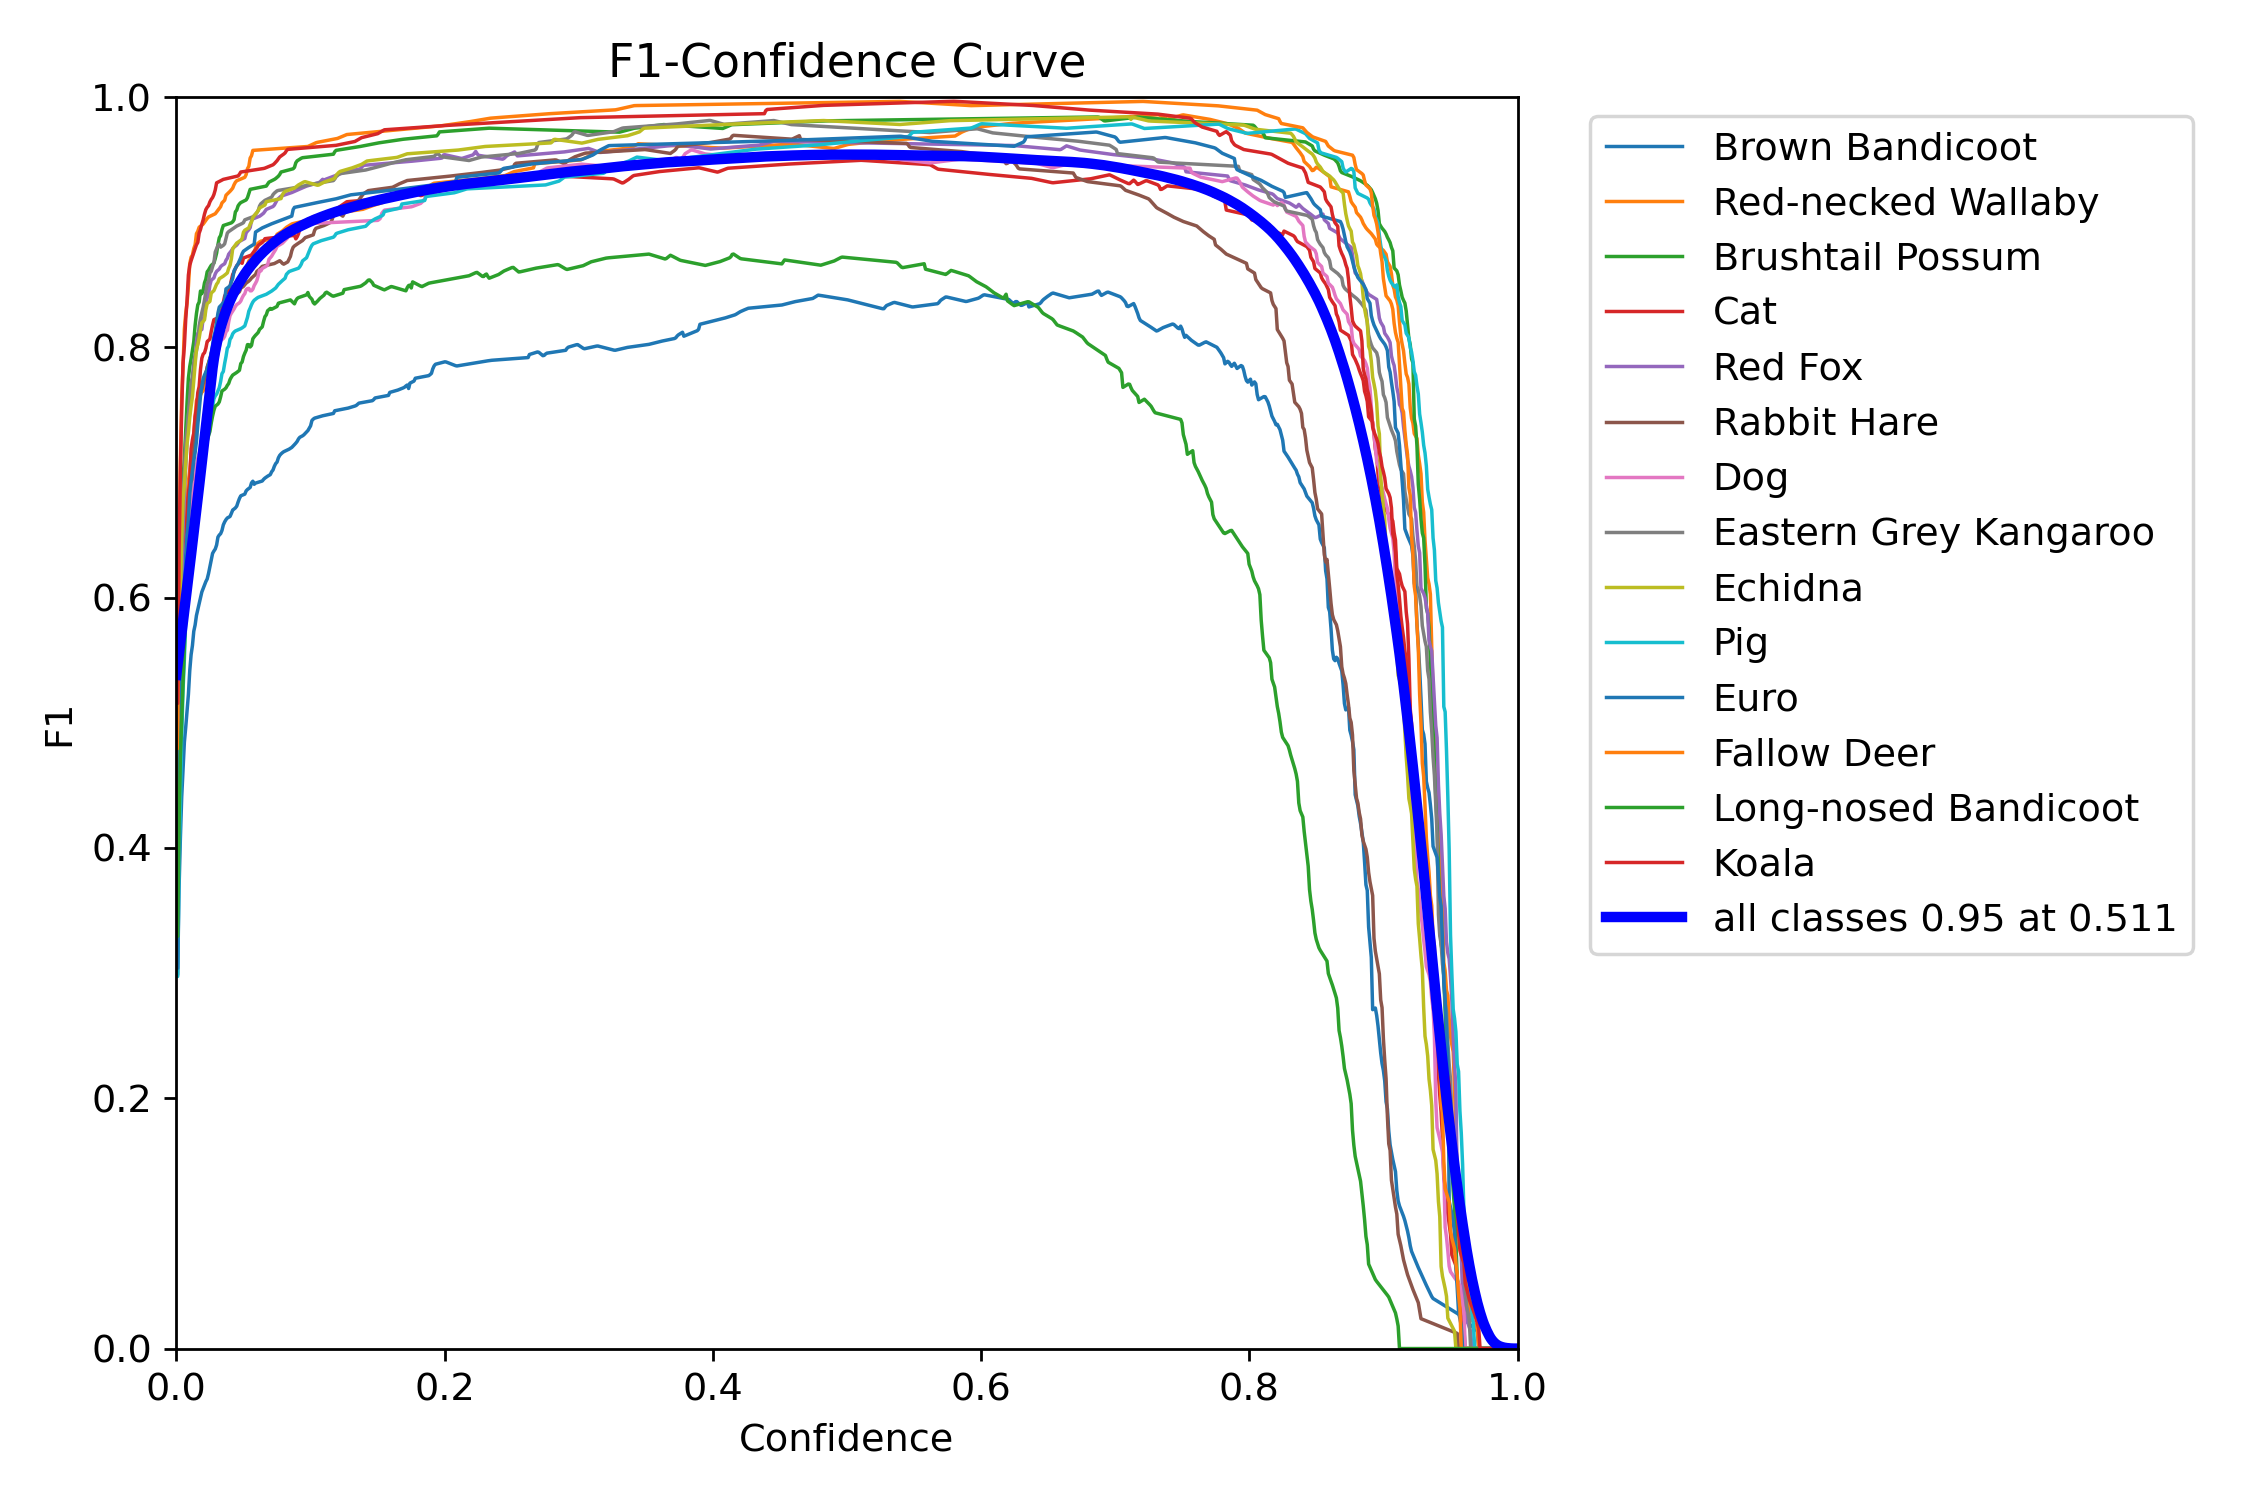 F1-Confidence Curve
1.0
0.8
0.6
0.4
0.2
0.0
F1
0.0 0.2 0.4 0.6 0.8 1.0
Confidence
Brown Bandicoot
Red-necked Wallaby
Brushtail Possum
Cat
Red Fox
Rabbit Hare
Dog
Eastern Grey Kangaroo
Echidna
Pig
Euro
Fallow Deer
Long-nosed Bandicoot
Koala
all classes 0.95 at 0.511